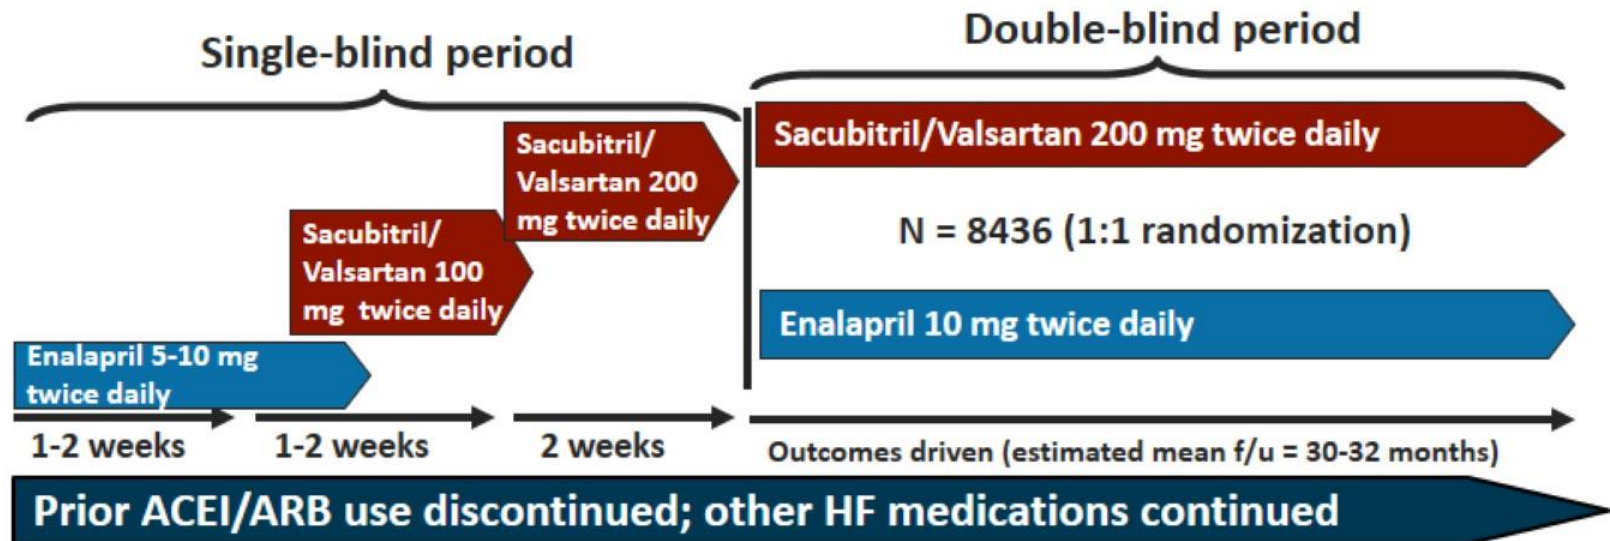 Single-blind period
Double-blind period
Sacubitril/
Valsartan 200
mg twice daily
Sacubitril/
Valsartan 100
mg twice daily
Enalapril 5-10 mg
twice daily
Sacubitril/Valsartan 200 mg twice daily
N = 8436 (1:1 randomization)
Enalapril 10 mg twice daily
1-2 weeks
1-2 weeks
2 weeks
Outcomes driven (estimated mean f/u = 30-32 months)
Prior ACEI/ARB use discontinued; other HF medications continued